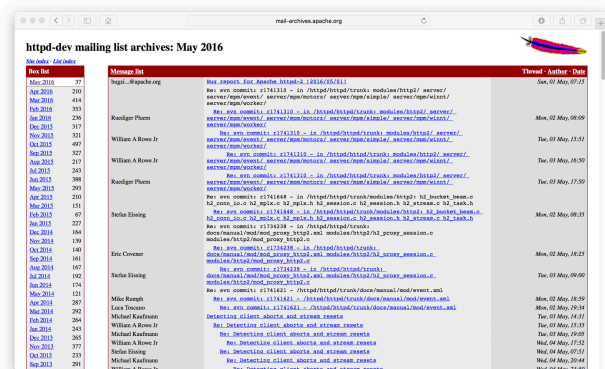 mail-archives.apache.org
httpd-dev mailing list archives: May 2016
Site index · List index
Box list
May 2016 37
Apr 2016 210
Mar 2016 414
Feb 2016 353
Jan 2016 236
Dec 2015 317
Nov 2015 321
Oct 2015 497
Sep 2015 327
Aug 2015 217
Jul 2015 243
Jun 2015 388
May 2015 293
Apr 2015 210
Mar 2015 151
Feb 2015 67
Jan 2015 227
Dec 2014 164
Nov 2014 139
Oct 2014 140
Sep 2014 161
Aug 2014 167
Jul 2014 192
Jun 2014 174
May 2014 121
Apr 2014 287
Mar 2014 292
Feb 2014 264
Jan 2014 243
Dec 2013 265
Nov 2013 377
Oct 2013 233
Sep 2013 291
Message list Thread · Author · Date
bugzi...@apache.org Bug report for Apache httpd-2 [2016/05/01] Sun, 01 May, 07:15
Re: svn commit: r1741310 - in /httpd/httpd/trunk: modules/http2/ server/
server/mpm/event/ server/mpm/motorz/ server/mpm/simple/ server/mpm/winnt/
server/mpm/worker/
Ruediger Pluem Re: svn commit: r1741310 - in /httpd/httpd/trunk: modules/http2/ server/ Mon, 02 May, 08:09
server/mpm/event/ server/mpm/motorz/ server/mpm/simple/ server/mpm/winnt/
server/mpm/worker/
William A Rowe Jr Re: svn commit: r1741310 - in /httpd/httpd/trunk: modules/http2/ server/ Tue, 03 May, 15:51
server/mpm/event/ server/mpm/motorz/ server/mpm/simple/ server/mpm/winnt/
server/mpm/worker/
William A Rowe Jr Re: svn commit: r1741310 - in /httpd/httpd/trunk: modules/http2/ server/ Tue, 03 May, 16:50
server/mpm/event/ server/mpm/motorz/ server/mpm/simple/ server/mpm/winnt/
server/mpm/worker/
Ruediger Pluem Re: svn commit: r1741310 - in /httpd/httpd/trunk: modules/http2/ server/ Tue, 03 May, 17:50
server/mpm/event/ server/mpm/motorz/ server/mpm/simple/ server/mpm/winnt/
server/mpm/worker/
Re: svn commit: r1741648 - in /httpd/httpd/trunk/modules/http2: h2_bucket_beam.c
h2_conn_io.c h2_mplx.c h2_mplx.h h2_session.c h2_stream.c h2_stream.h h2_task.h
Stefan Eissing Re: svn commit: r1741648 - in /httpd/httpd/trunk/modules/http2: h2_bucket_beam.c Mon, 02 May, 08:35
h2_conn_io.c h2_mplx.c h2_mplx.h h2_session.c h2_stream.c h2_stream.h h2_task.h
Re: svn commit: r1734238 - in /httpd/httpd/trunk:
docs/manual/mod/mod_proxy_http2.xml modules/http2/h2_proxy_session.c
modules/http2/mod_proxy_http2.c
Eric Covener Re: svn commit: r1734238 - in /httpd/httpd/trunk: Mon, 02 May, 18:25
docs/manual/mod/mod_proxy_http2.xml modules/http2/h2_proxy_session.c
modules/http2/mod_proxy_http2.c
Stefan Eissing Re: svn commit: r1734238 - in /httpd/httpd/trunk: Tue, 03 May, 09:00
docs/manual/mod/mod_proxy_http2.xml modules/http2/h2_proxy_session.c
modules/http2/mod_proxy_http2.c
Re: svn commit: r1741621 - /httpd/httpd/trunk/docs/manual/mod/event.xml
Mike Rumph Re: svn commit: r1741621 - /httpd/httpd/trunk/docs/manual/mod/event.xml Mon, 02 May, 18:59
Luca Toscano Re: svn commit: r1741621 - /httpd/httpd/trunk/docs/manual/mod/event.xml Mon, 02 May, 19:34
Michael Kaufmann Detecting client aborts and stream resets Tue, 03 May, 14:31
William A Rowe Jr Re: Detecting client aborts and stream resets Tue, 03 May, 15:35
Michael Kaufmann Re: Detecting client aborts and stream resets Tue, 03 May, 19:05
William A Rowe Jr Re: Detecting client aborts and stream resets Wed, 04 May, 17:52
Stefan Eissing Re: Detecting client aborts and stream resets Wed, 04 May, 07:51
Michael Kaufmann Re: Detecting client aborts and stream resets Wed, 04 May, 20:44
William A Rowe Jr Re: Detecting client aborts and stream resets